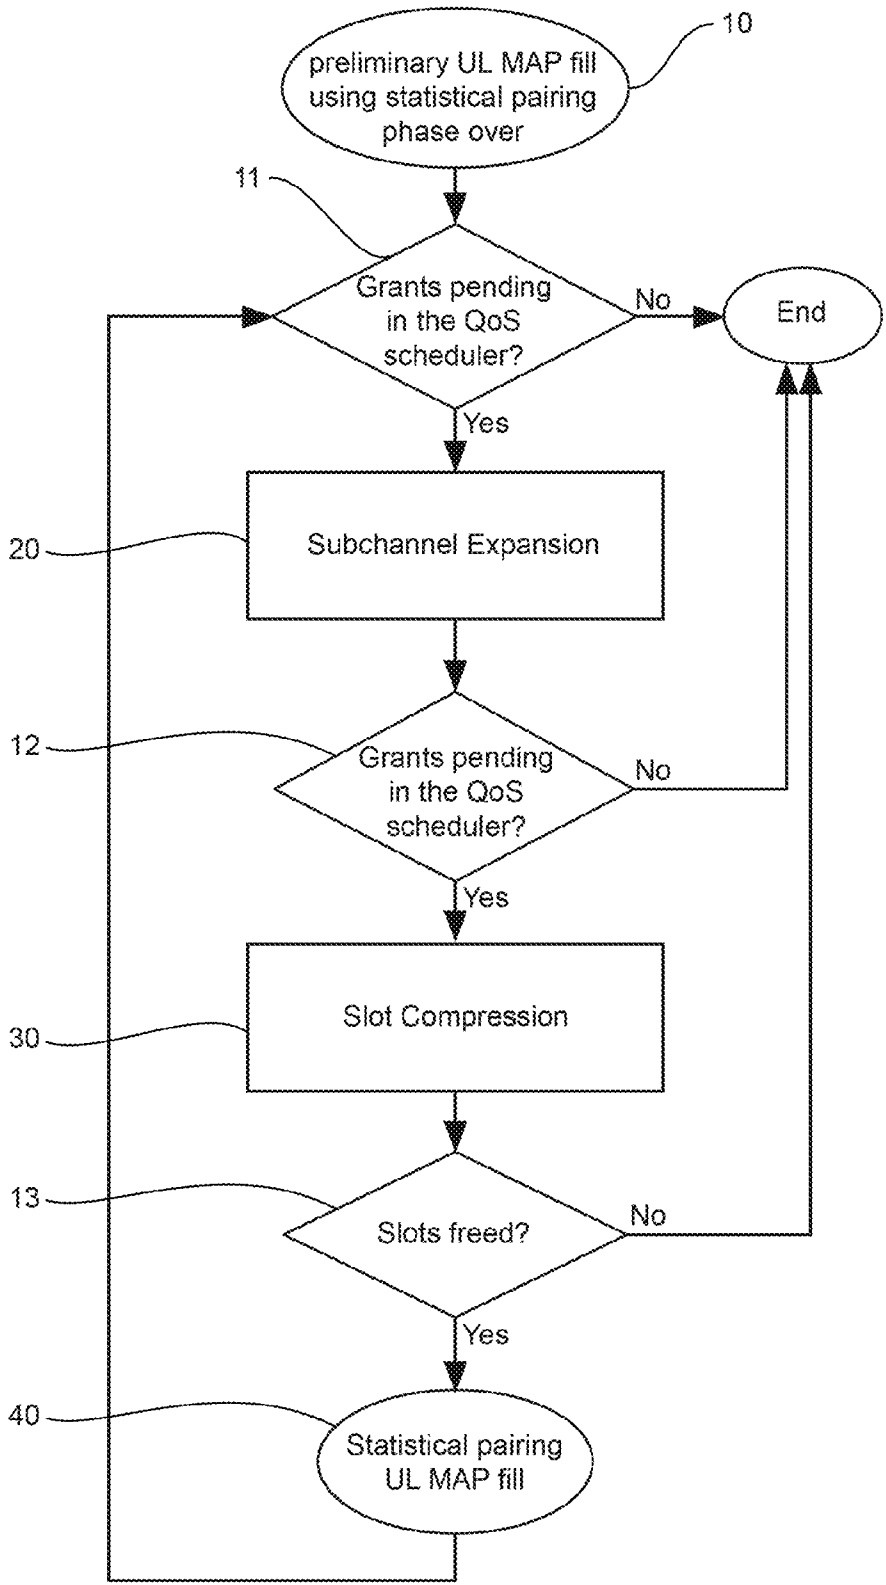 10
preliminary UL MAP fill
using statistical pairing
phase over
11
Grants pending
in the QoS
scheduler?
No
End
Yes
20
Subchannel Expansion
12
Grants pending
in the QoS
scheduler?
No
Yes
30
Slot Compression
13
Slots freed?
No
Yes
40
Statistical pairing
UL MAP fill